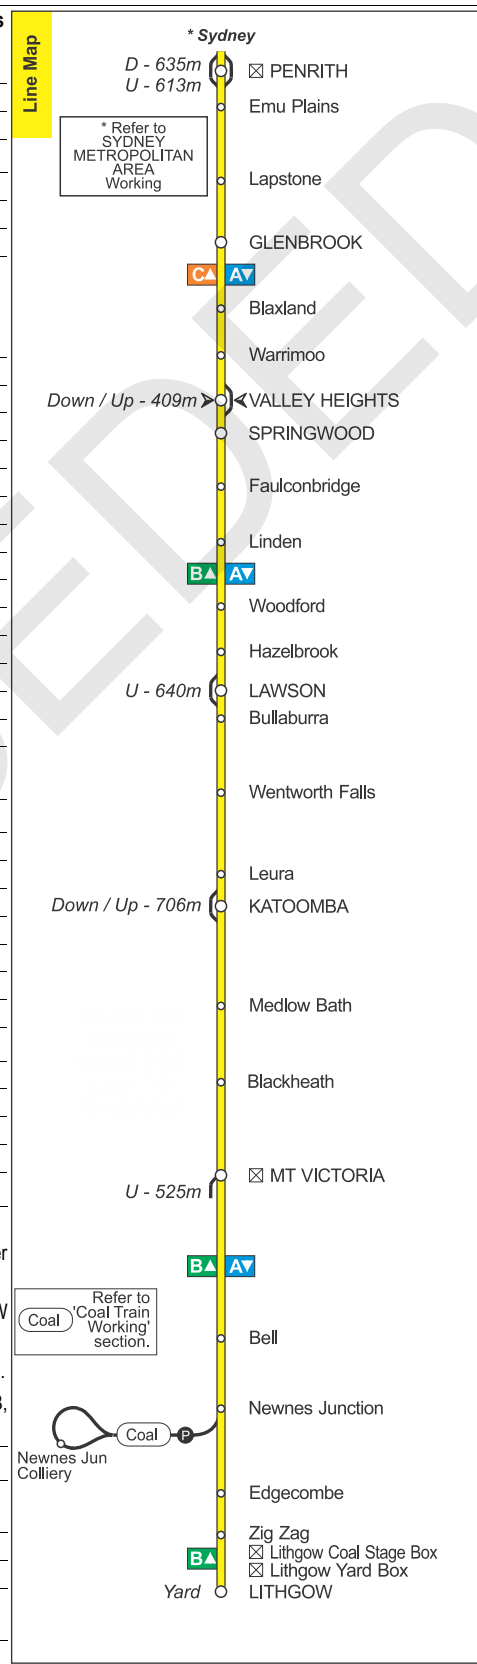 s
Line Map
* Sydney
D - 635m
U - 613m
PENRITH
Emu Plains
* Refer to
SYDNEY
METROPOLITAN
AREA
Working
Lapstone
GLENBROOK
C A
Blaxland
Warrimoo
Down / Up - 409m
VALLEY HEIGHTS
SPRINGWOOD
Faulconbridge
Linden
B A
Woodford
Hazelbrook
U - 640m
LAWSON
Bullaburra
Wentworth Falls
Leura
Down / Up - 706m
KATOOMBA
Medlow Bath
Blackheath
MT VICTORIA
U - 525m
er
B A
W
Coal
Refer to
'Coal Train
Working'
section.
Bell
.
3,
Newnes Junction
Coal
P
Newnes Jun
Colliery
Edgecombe
Zig Zag
B
Lithgow Coal Stage Box
Lithgow Yard Box
Yard
LITHGOW